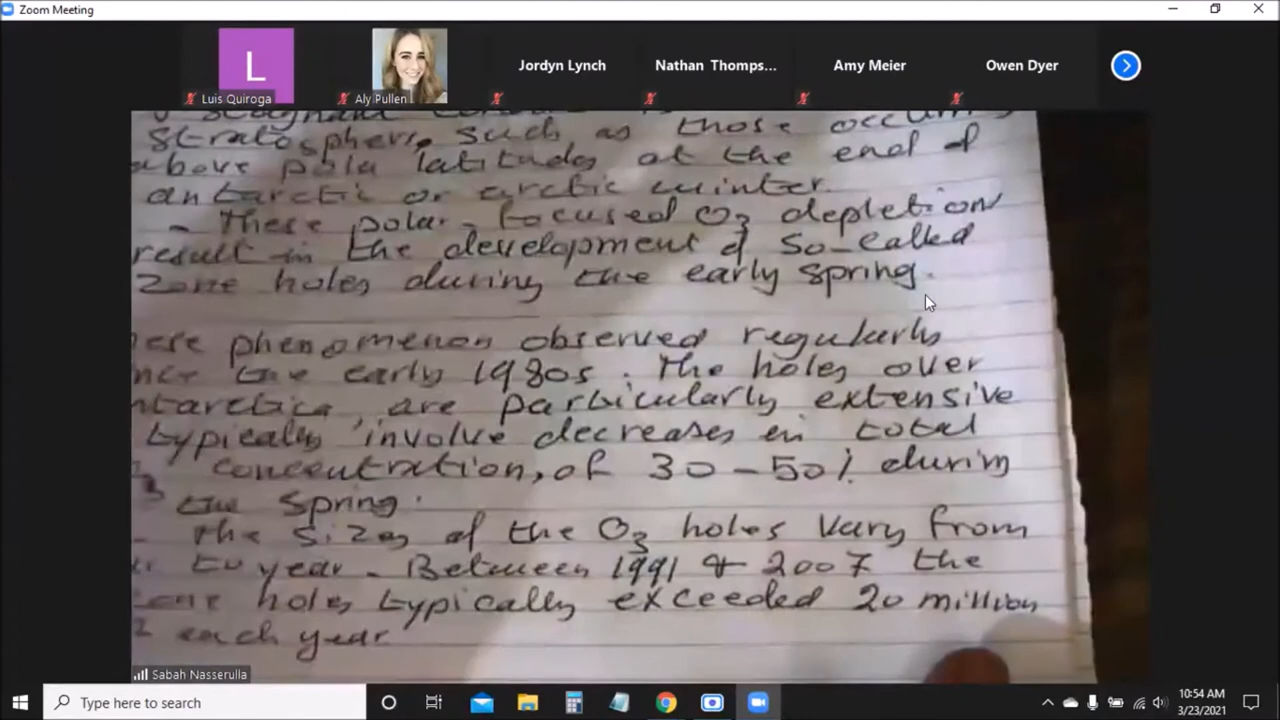 Zoom Meeting
L
Luis Quiroga
Aly Pullen
Jordyn Lynch
Nathan Thomps...
Amy Meier
Owen Dyer
stagnant
stratospheric, such as those
above pola latitudes at the end of
antarctic or arctic winter.
- These polar-focused O3 depletion
result in the development of so-called
zone holes during the early spring.
phenomenon observed regularly
the early 1980s. The holes over
are particularly extensive
typically involve decreases in total
concentration, of 30-50% during
the spring.
- The sizes of the O3 holes vary from
to year. Between 1991 & 2007 the
holes typically exceeded 20 million
each year
Sabah Nasserulla
Type here to search
10:54 AM
3/23/2021